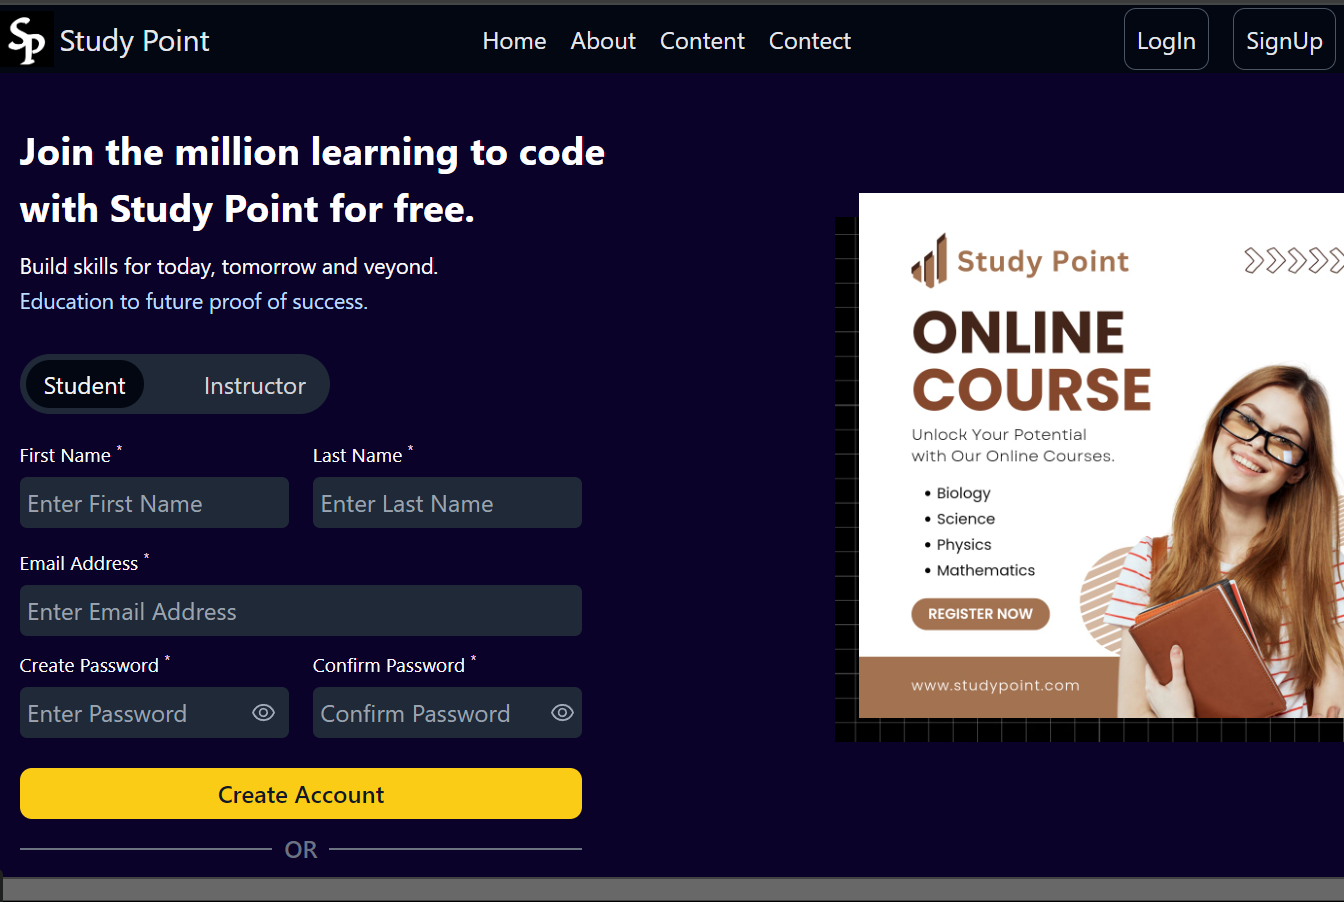 SP Study Point
Home About Content Contect
LogIn SignUp
Join the million learning to code
with Study Point for free.
Build skills for today, tomorrow and veyond.
Education to future proof of success.
Student Instructor
First Name * Last Name *
Enter First Name Enter Last Name
Email Address *
Enter Email Address
Create Password * Confirm Password *
Enter Password Confirm Password
Create Account
OR
Study Point
ONLINE
COURSE
Unlock Your Potential
with Our Online Courses.
• Biology
• Science
• Physics
• Mathematics
REGISTER NOW
www.studypoint.com